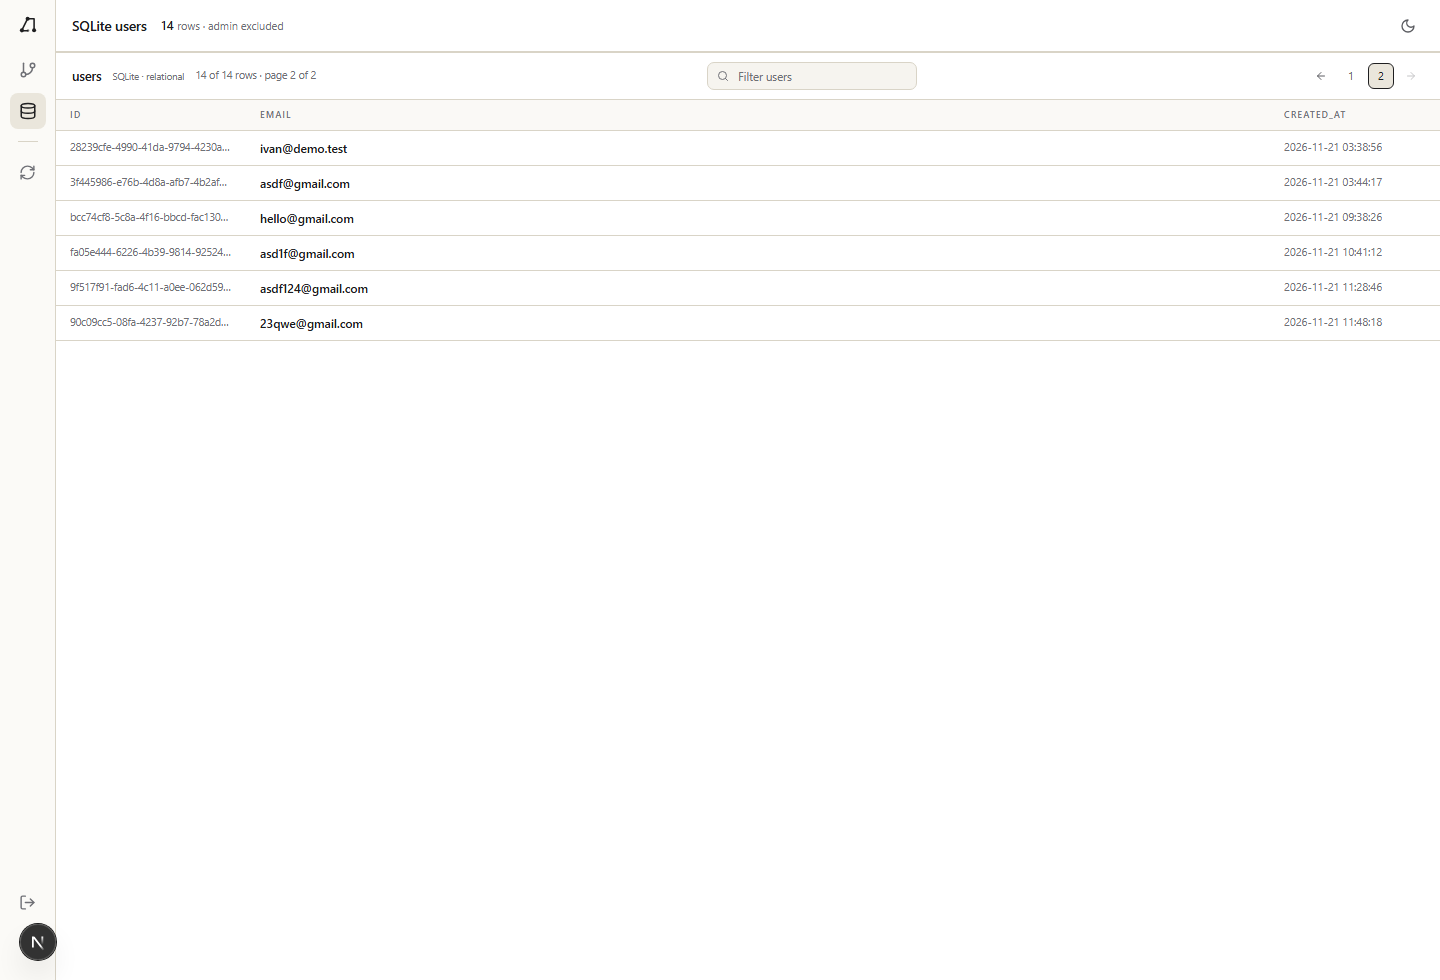 SQLite users 14 rows · admin excluded
users SQLite · relational 14 of 14 rows · page 2 of 2 Filter users 1 2
ID EMAIL CREATED_AT
28239cfe-4990-41da-9794-4230a... ivan@demo.test 2026-11-21 03:38:56
3f445986-e76b-4d8a-afb7-4b2af... asdf@gmail.com 2026-11-21 03:44:17
bcc74cf8-5c8a-4f16-bbcd-fac130... hello@gmail.com 2026-11-21 09:38:26
fa05e444-6226-4b39-9814-92524... asd1f@gmail.com 2026-11-21 10:41:12
9f517f91-fad6-4c11-a0ee-062d59... asdf124@gmail.com 2026-11-21 11:28:46
90c09cc5-08fa-4237-92b7-78a2d... 23qwe@gmail.com 2026-11-21 11:48:18
N